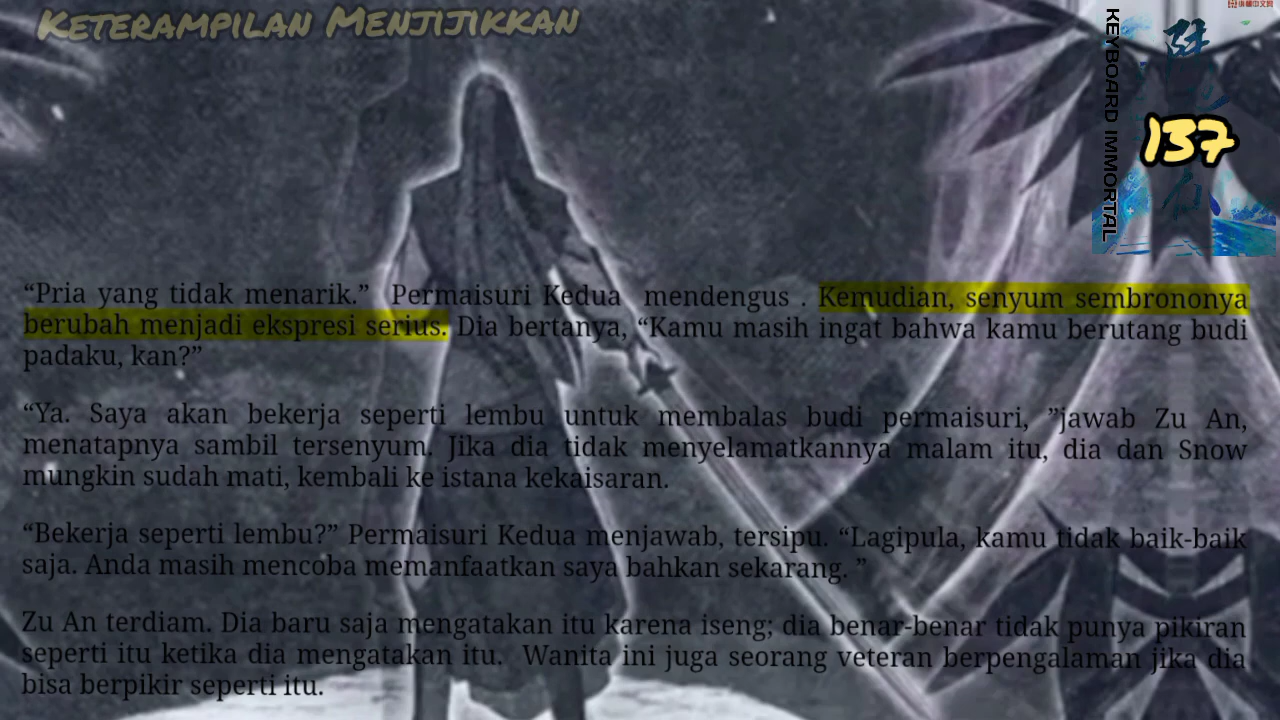 Keterampilan Menjijikkan
KEYBOARD IMMORTAL
137
“Pria yang tidak menarik.” Permaisuri Kedua mendengus . Kemudian, senyum sembrononya
berubah menjadi ekspresi serius. Dia bertanya, “Kamu masih ingat bahwa kamu berutang budi
padaku, kan?”
“Ya. Saya akan bekerja seperti lembu untuk membalas budi permaisuri, ”jawab Zu An,
menatapnya sambil tersenyum. Jika dia tidak menyelamatkannya malam itu, dia dan Snow
mungkin sudah mati, kembali ke istana kekaisaran.
“Bekerja seperti lembu?” Permaisuri Kedua menjawab, tersipu. “Lagipula, kamu tidak baik-baik
saja. Anda masih mencoba memanfaatkan saya bahkan sekarang. ”
Zu An terdiam. Dia baru saja mengatakan itu karena iseng; dia benar-benar tidak punya pikiran
seperti itu ketika dia mengatakan itu. Wanita ini juga seorang veteran berpengalaman jika dia
bisa berpikir seperti itu.